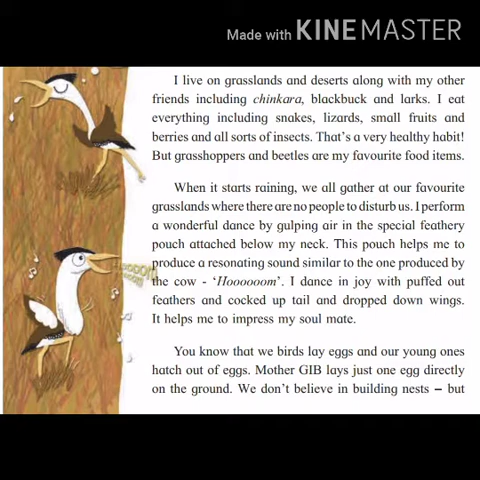 Made with KINEMASTER
I live on grasslands and deserts along with my other
friends including chinkara, blackbuck and larks. I eat
everything including snakes, lizards, small fruits and
berries and all sorts of insects. That's a very healthy habit!
But grasshoppers and beetles are my favourite food items.
When it starts raining, we all gather at our favourite
grasslands where there are no people to disturb us. I perform
a wonderful dance by gulping air in the special feathery
pouch attached below my neck. This pouch helps me to
produce a resonating sound similar to the one produced by
the cow - 'Hooooooom'. I dance in joy with puffed out
feathers and cocked up tail and dropped down wings.
It helps me to impress my soul mate.
You know that we birds lay eggs and our young ones
hatch out of eggs. Mother GIB lays just one egg directly
on the ground. We don't believe in building nests – but